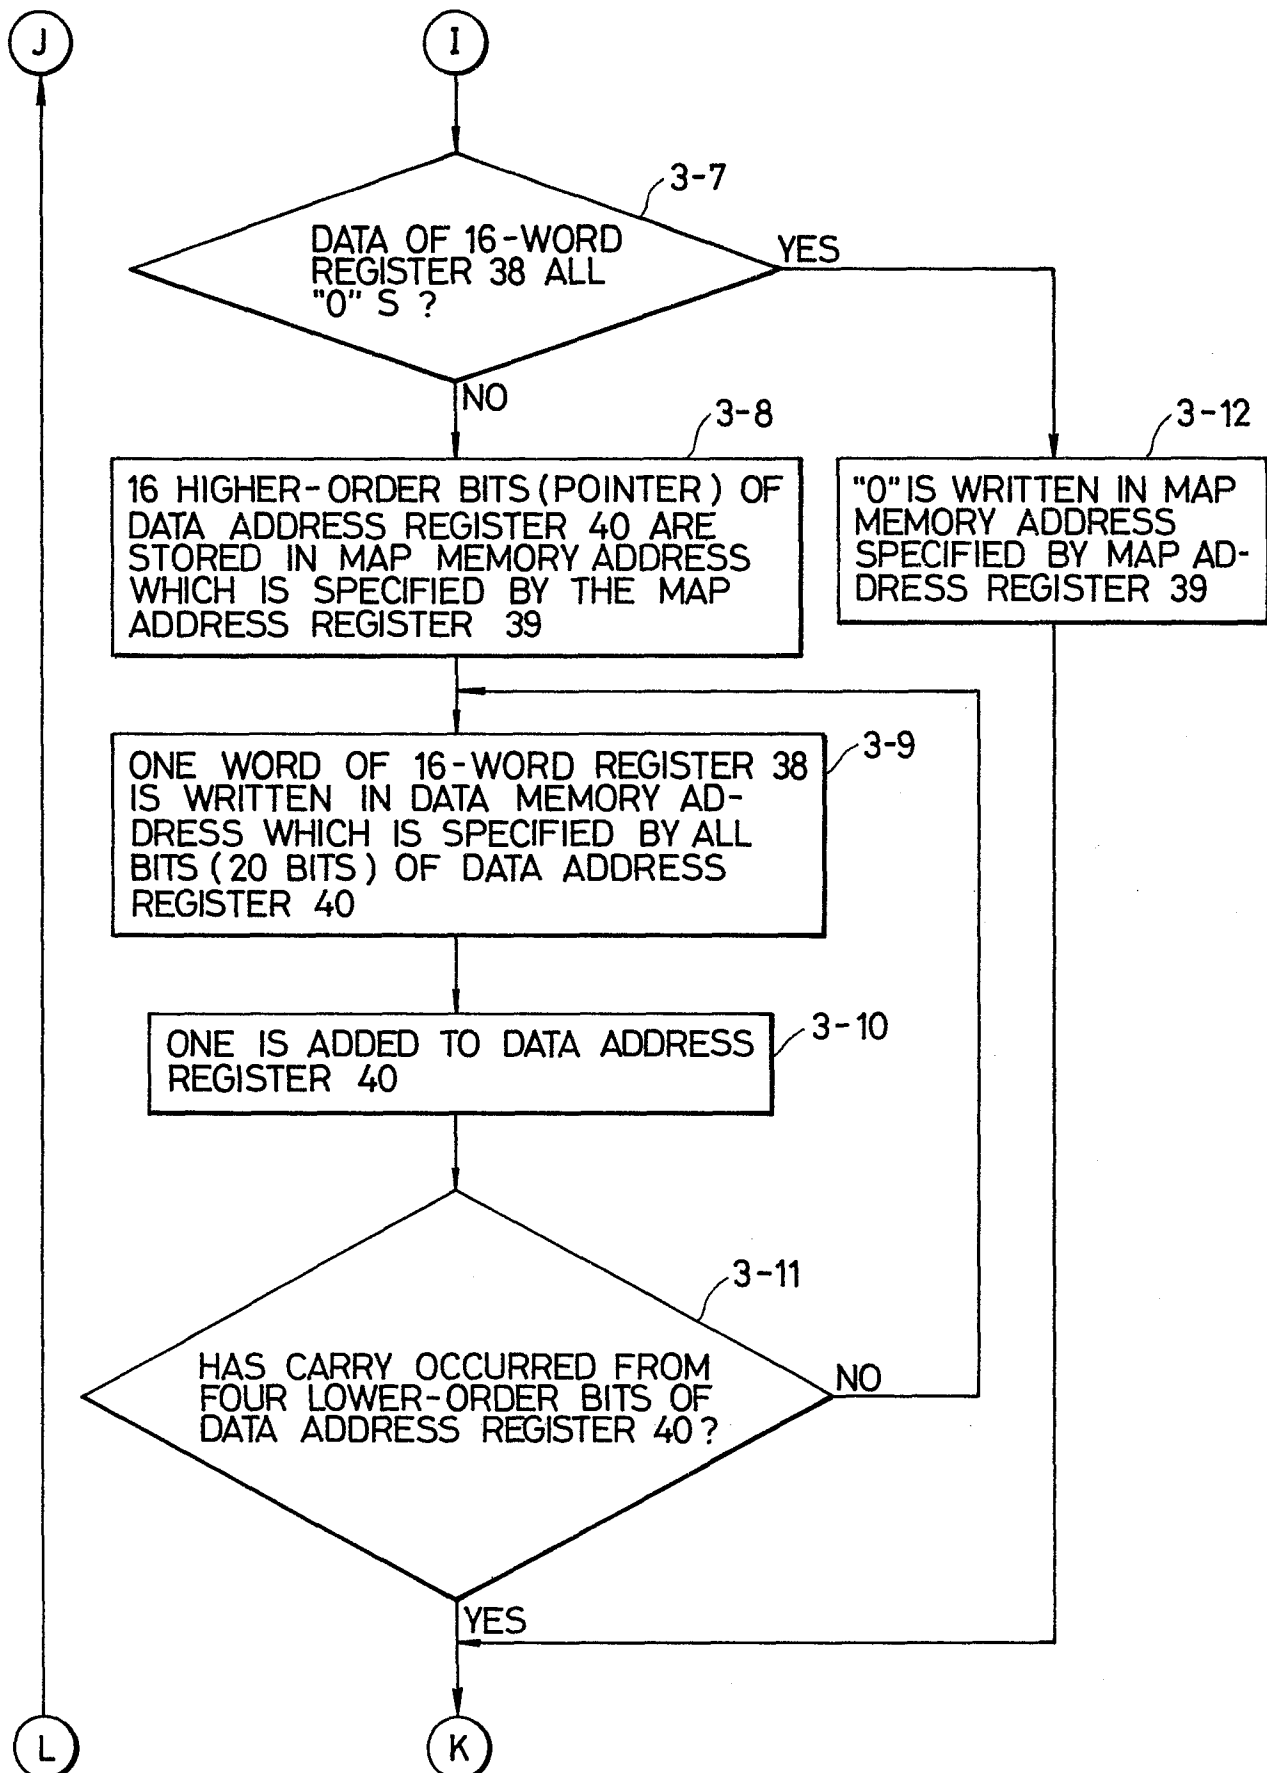 J
I
3-7
DATA OF 16-WORD
REGISTER 38 ALL
"0" S ?
YES
NO
3-8
16 HIGHER-ORDER BITS (POINTER) OF
DATA ADDRESS REGISTER 40 ARE
STORED IN MAP MEMORY ADDRESS
WHICH IS SPECIFIED BY THE MAP
ADDRESS REGISTER 39
3-12
"0" IS WRITTEN IN MAP
MEMORY ADDRESS
SPECIFIED BY MAP AD-
DRESS REGISTER 39
3-9
ONE WORD OF 16-WORD REGISTER 38
IS WRITTEN IN DATA MEMORY AD-
DRESS WHICH IS SPECIFIED BY ALL
BITS (20 BITS) OF DATA ADDRESS
REGISTER 40
3-10
ONE IS ADDED TO DATA ADDRESS
REGISTER 40
3-11
HAS CARRY OCCURRED FROM
FOUR LOWER-ORDER BITS OF
DATA ADDRESS REGISTER 40?
NO
YES
L
K